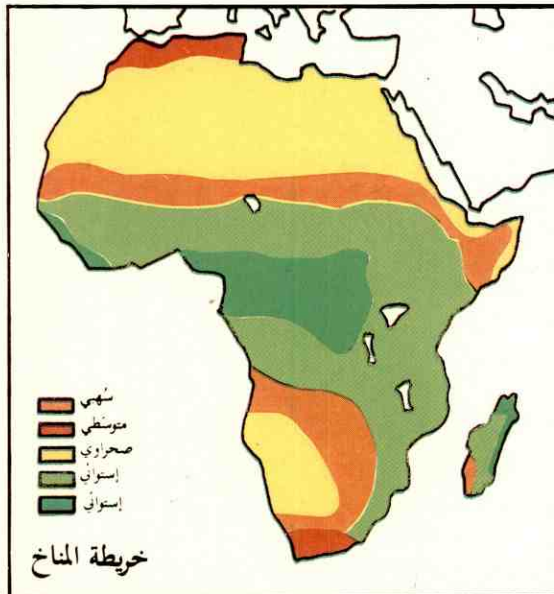 سُهبي
متوسّطي
صحراوي
إستوائي
إستوائي
خريطة المناخ